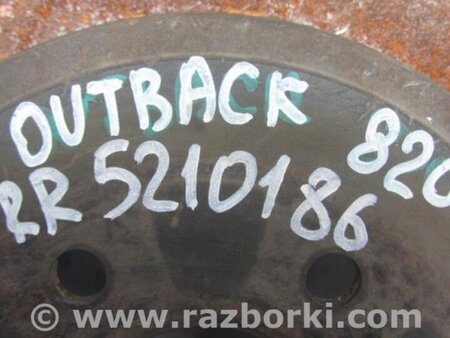 OUTBACK 820
RR 5210186
www.razborki.com